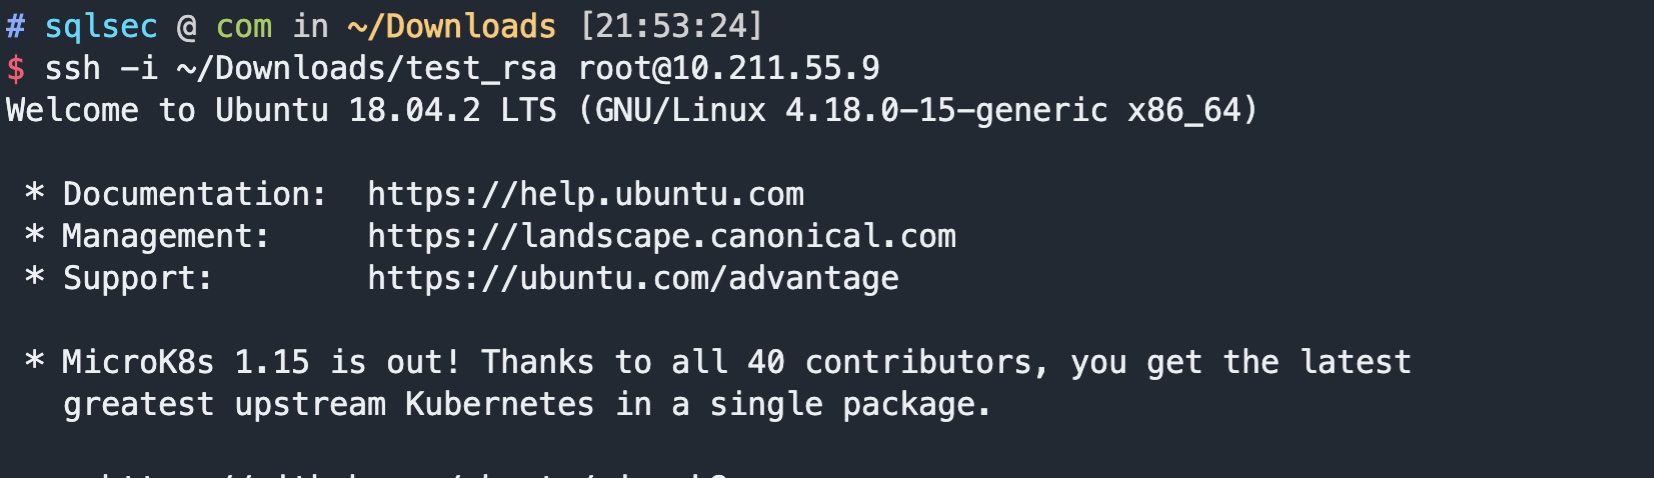 # sqlsec @ com in ~/Downloads [21:53:24]
$ ssh -i ~/Downloads/test_rsa root@10.211.55.9
Welcome to Ubuntu 18.04.2 LTS (GNU/Linux 4.18.0-15-generic x86_64)
* Documentation:  https://help.ubuntu.com
* Management:     https://landscape.canonical.com
* Support:        https://ubuntu.com/advantage
* MicroK8s 1.15 is out! Thanks to all 40 contributors, you get the latest
greatest upstream Kubernetes in a single package.